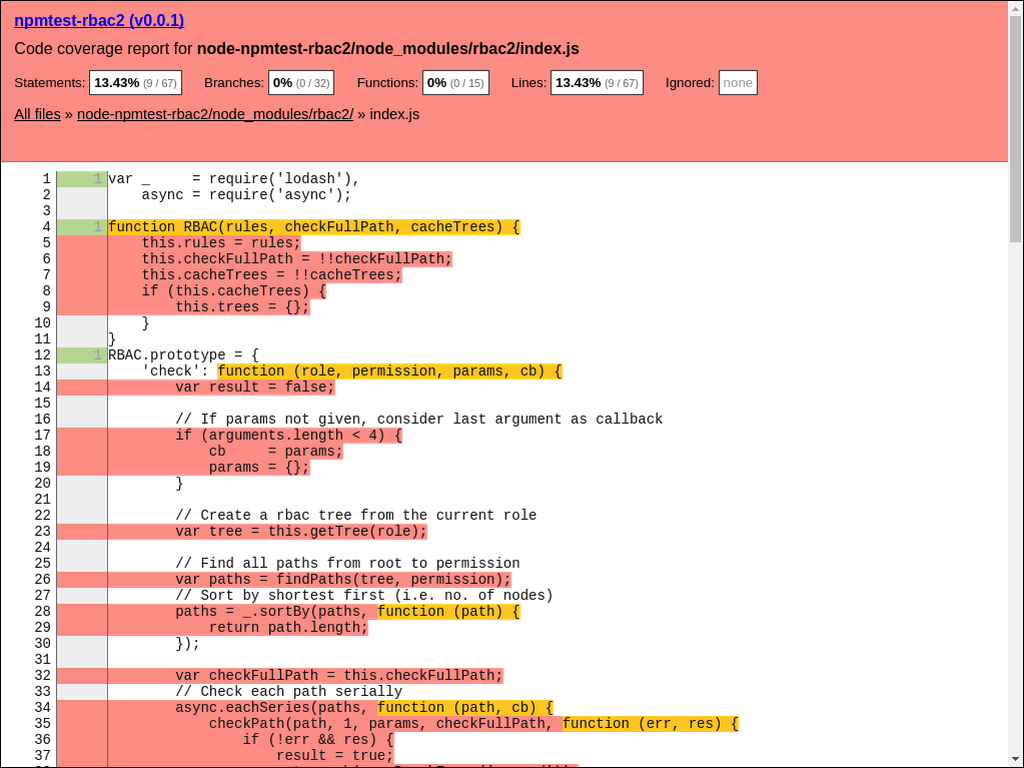 npmtest-rbac2 (v0.0.1)
Code coverage report for node-npmtest-rbac2/node_modules/rbac2/index.js
Statements: 13.43% (9 / 67) Branches: 0% (0 / 32) Functions: 0% (0 / 15) Lines: 13.43% (9 / 67) Ignored: none
All files » node-npmtest-rbac2/node_modules/rbac2/ » index.js
1 1 var _     = require('lodash'),
2     async = require('async');
3
4 1 function RBAC(rules, checkFullPath, cacheTrees) {
5     this.rules = rules;
6     this.checkFullPath = !!checkFullPath;
7     this.cacheTrees = !!cacheTrees;
8     if (this.cacheTrees) {
9         this.trees = {};
10     }
11 }
12 1 RBAC.prototype = {
13     'check': function (role, permission, params, cb) {
14         var result = false;
15
16         // If params not given, consider last argument as callback
17         if (arguments.length < 4) {
18             cb     = params;
19             params = {};
20         }
21
22         // Create a rbac tree from the current role
23         var tree = this.getTree(role);
24
25         // Find all paths from root to permission
26         var paths = findPaths(tree, permission);
27         // Sort by shortest first (i.e. no. of nodes)
28         paths = _.sortBy(paths, function (path) {
29             return path.length;
30         });
31
32         var checkFullPath = this.checkFullPath;
33         // Check each path serially
34         async.eachSeries(paths, function (path, cb) {
35             checkPath(path, 1, params, checkFullPath, function (err, res) {
36                 if (!err && res) {
37                     result = true;